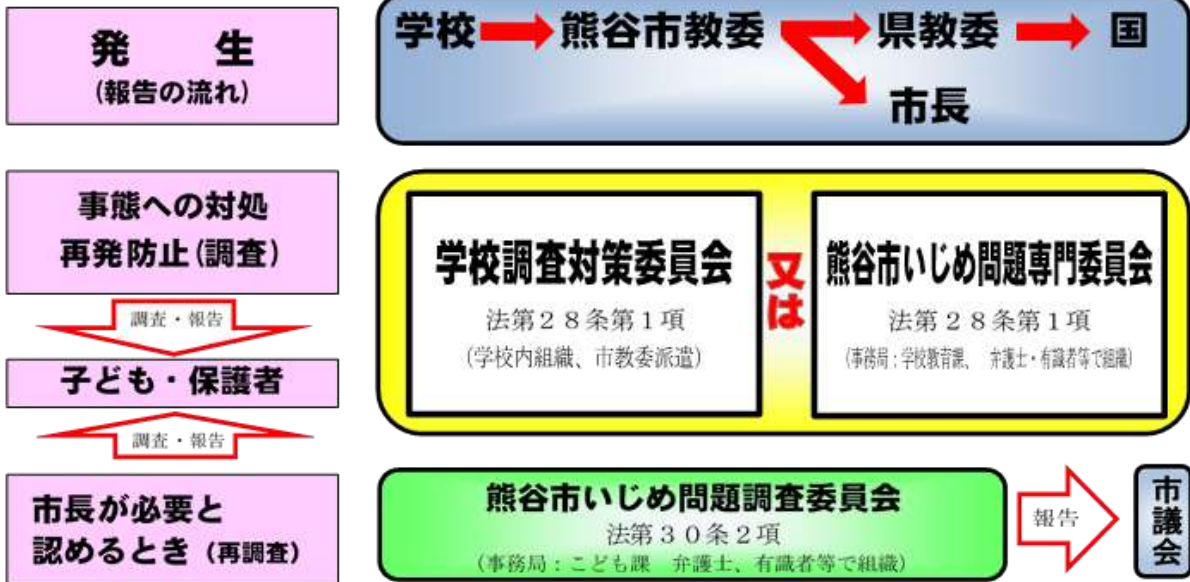 発　生
(報告の流れ)
学校 熊谷市教委 県教委 国
市長
事態への対処
再発防止(調査)
調査・報告
子ども・保護者
調査・報告
学校調査対策委員会
法第２８条第１項
(学校内組織、市教委派遣)
又は
熊谷市いじめ問題専門委員会
法第２８条第１項
(事務局：学校教育課、　弁護士・有識者等で組織)
市長が必要と
認めるとき (再調査)
熊谷市いじめ問題調査委員会
法第３０条２項
(事務局：こども課　弁護士、有識者等で組織)
報告
市議会